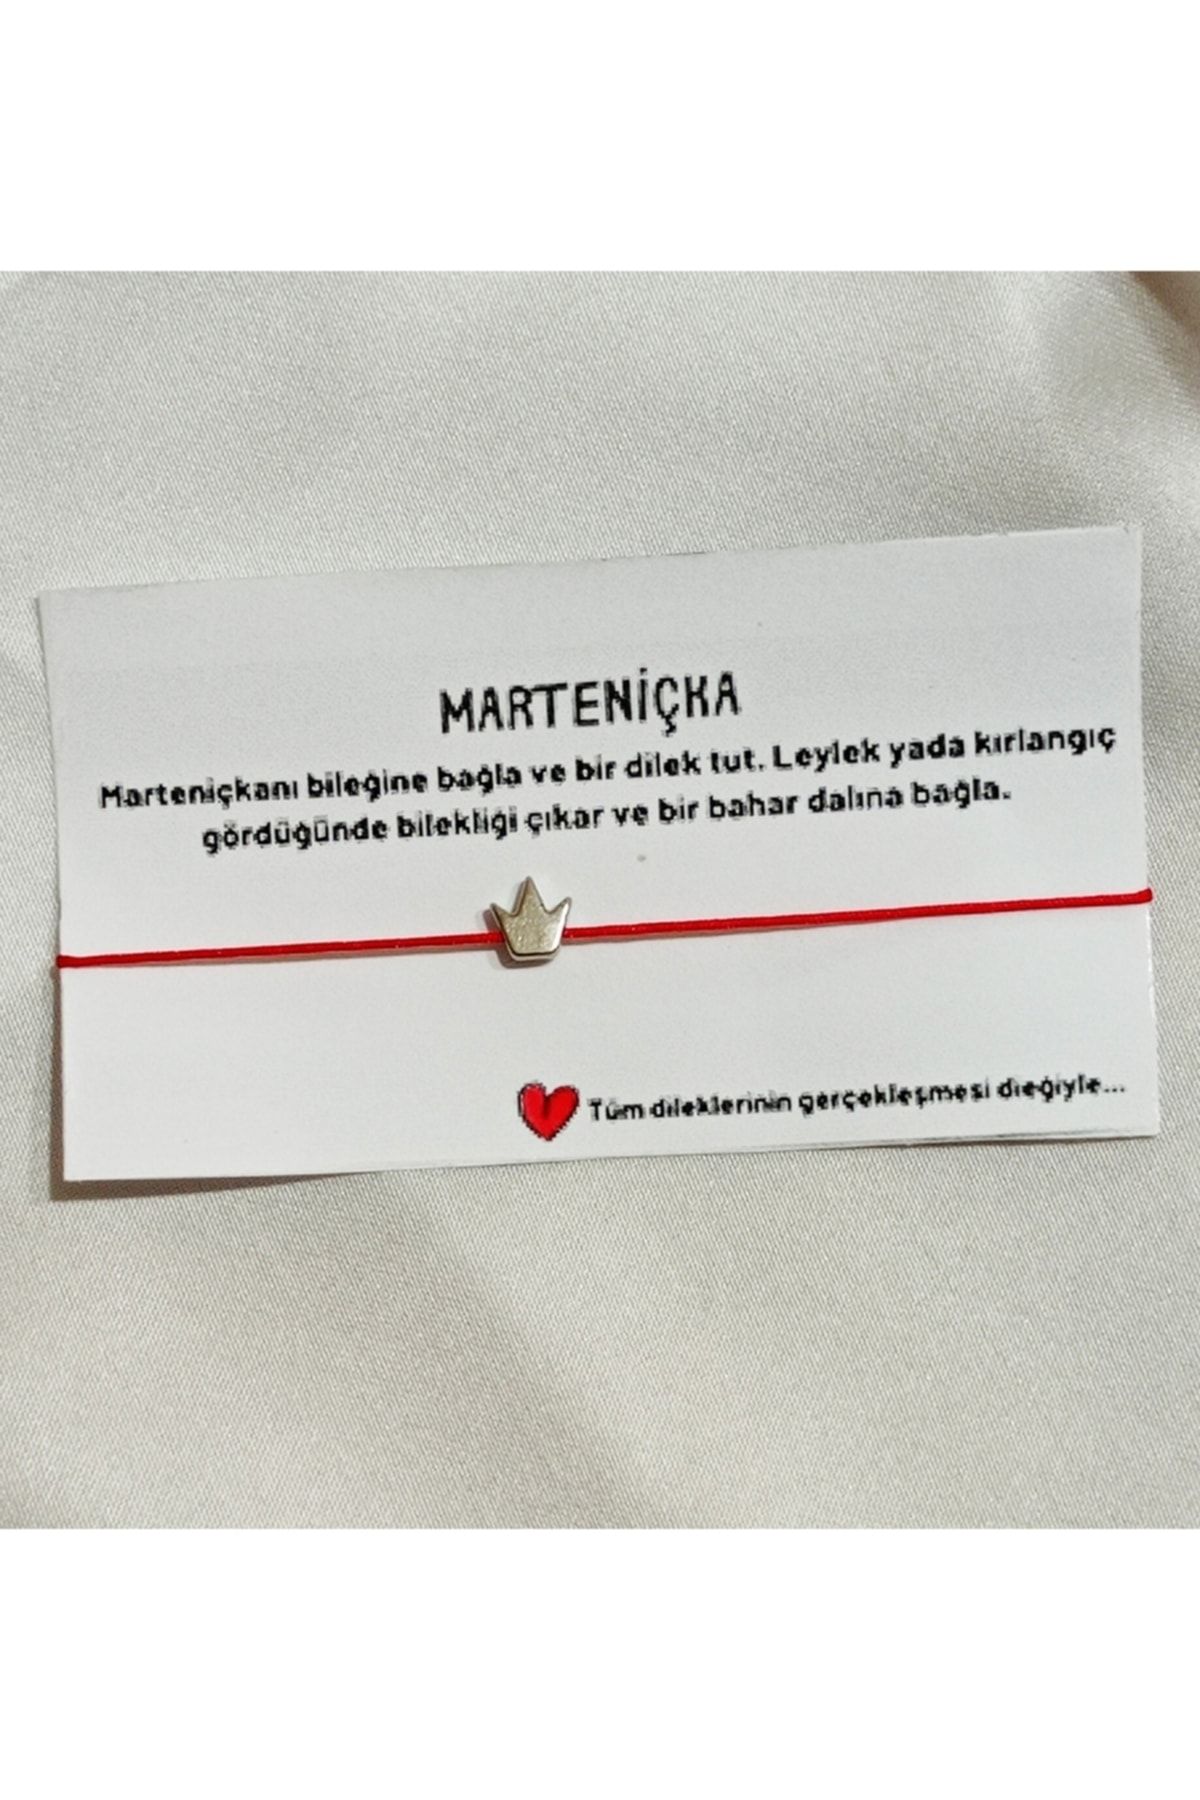 MARTENİÇKA
Marteniçkanı bileğine bağla ve bir dilek tut. Leylek yada kırlangıç
gördüğünde bilekliği çıkar ve bir bahar dalına bağla.
Tüm dileklerinin gerçekleşmesi dieğiyle...